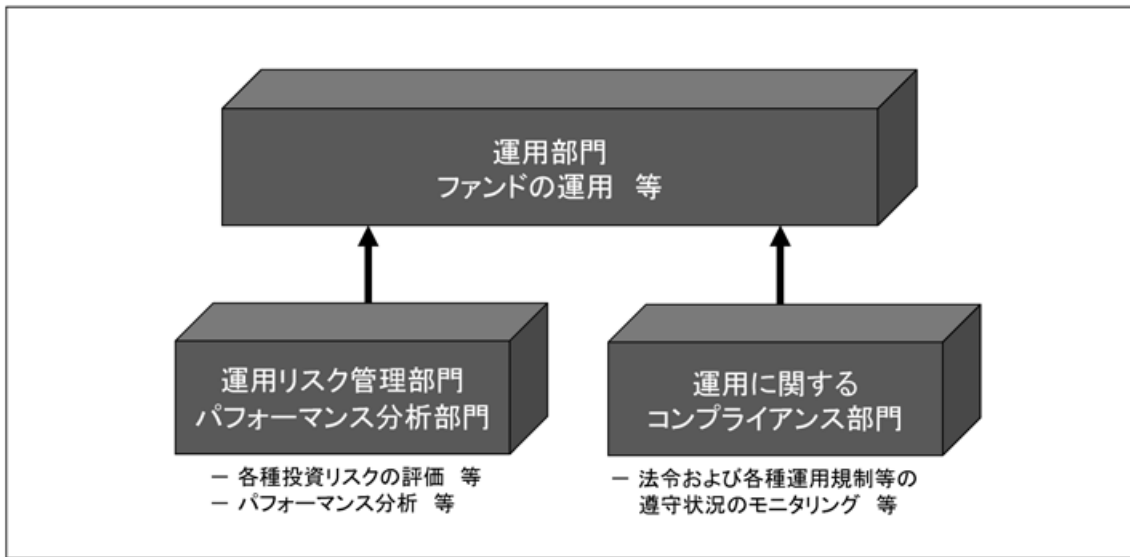 運用部門
ファンドの運用 等
運用リスク管理部門
パフォーマンス分析部門
－ 各種投資リスクの評価 等
－ パフォーマンス分析 等
運用に関する
コンプライアンス部門
－ 法令および各種運用規制等の
遵守状況のモニタリング 等